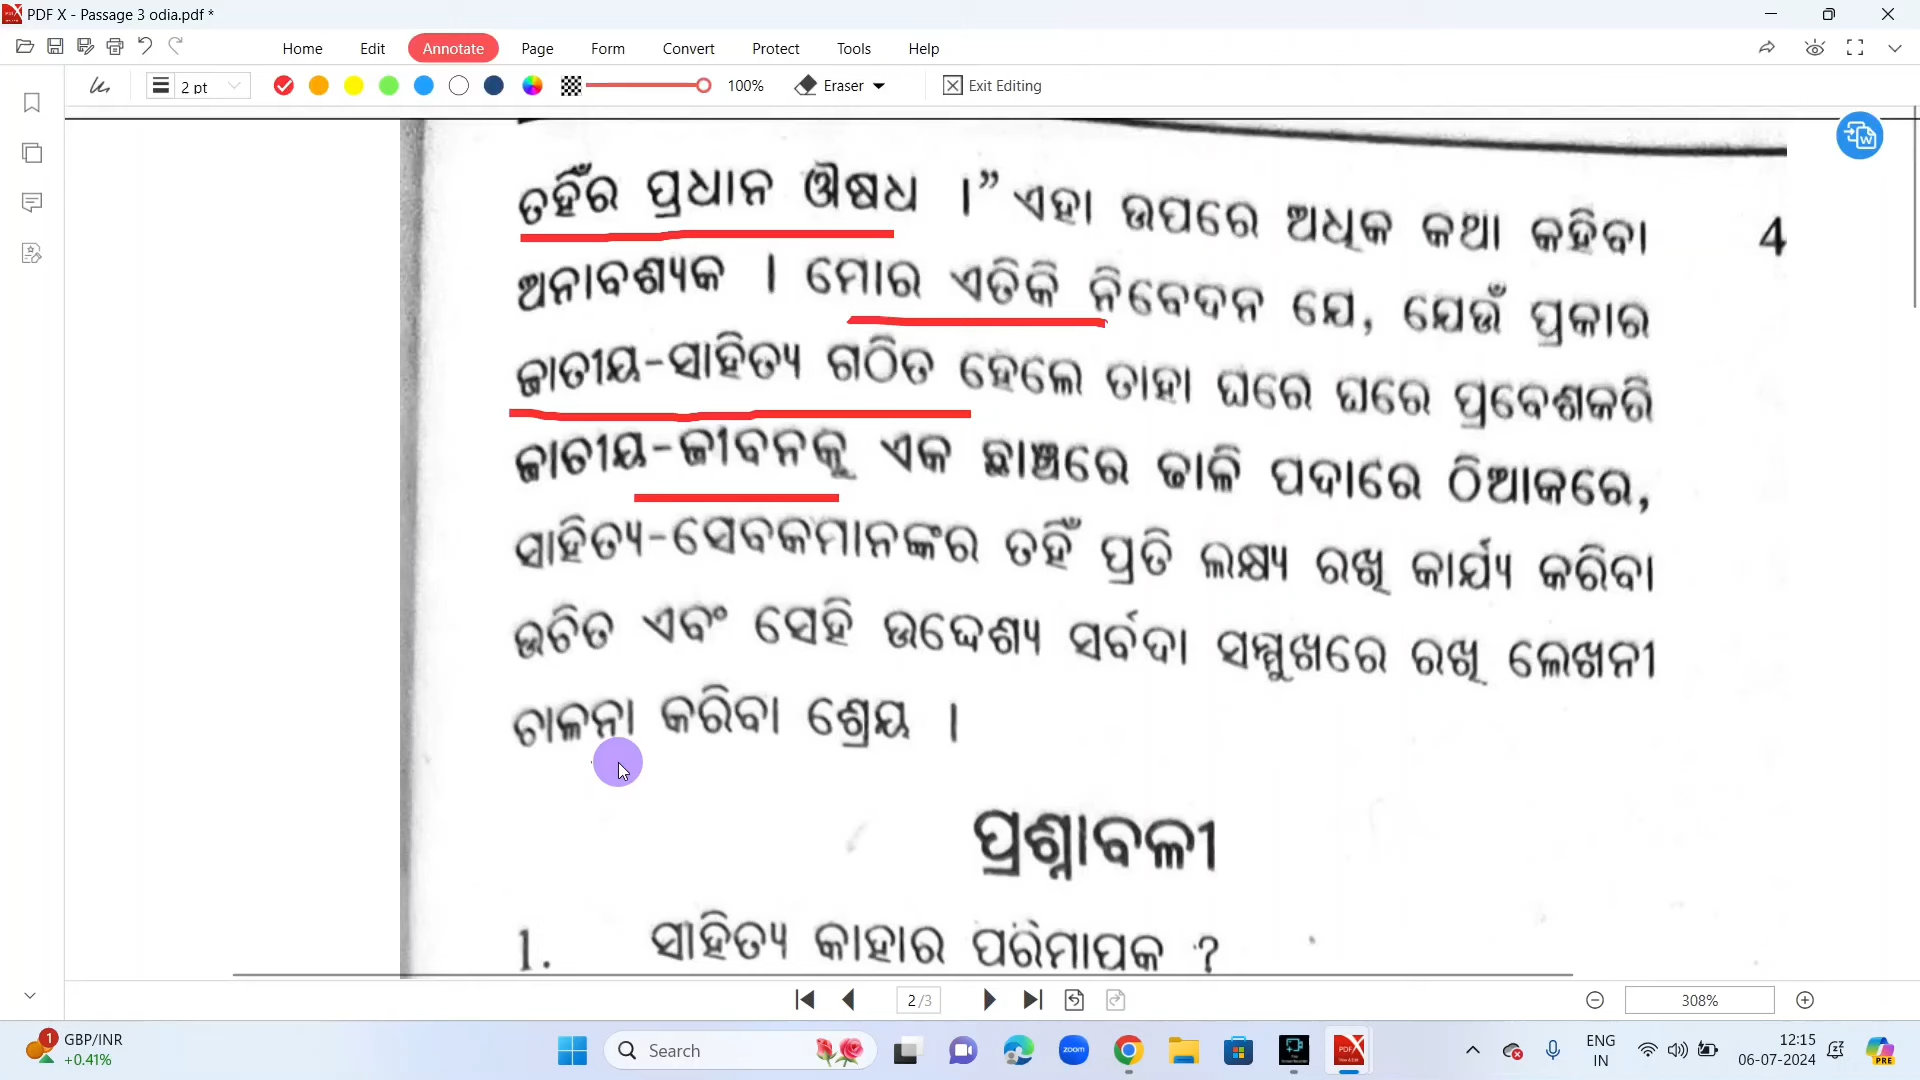 PDF X - Passage 3 odia.pdf *
Home Edit Annotate Page Form Convert Protect Tools Help
2 pt 100% Eraser Exit Editing
ତହିଁର ପ୍ରଧାନ ଔଷଧ ।” ଏହା ଉପରେ ଅଧିକ କଥା କହିବା 4
ଅନାବଶ୍ୟକ । ମୋର ଏତିକି ନିବେଦନ ଯେ, ଯେଉଁ ପ୍ରକାର
ଜାତୀୟ-ସାହିତ୍ୟ ଗଠିତ ହେଲେ ତାହା ଘରେ ଘରେ ପ୍ରବେଶକରି
ଜାତୀୟ-ଜୀବନକୁ ଏକ ଛାଞ୍ଚରେ ଢାଳି ପଦାରେ ଠିଆକରେ,
ସାହିତ୍ୟ-ସେବକମାନଙ୍କର ତହିଁ ପ୍ରତି ଲକ୍ଷ୍ୟ ରଖି କାର୍ଯ୍ୟ କରିବା
ଉଚିତ ଏବଂ ସେହି ଉଦ୍ଦେଶ୍ୟ ସର୍ବଦା ସମ୍ମୁଖରେ ରଖି ଲେଖନୀ
ଚାଳନା କରିବା ଶ୍ରେୟ ।
ପ୍ରଶ୍ନାବଳୀ
1. ସାହିତ୍ୟ କାହାର ପରିମାପକ ?
2 /3 308%
GBP/INR
+0.41%
1
Search
zoom
ENG
IN
12:15
06-07-2024
PRE